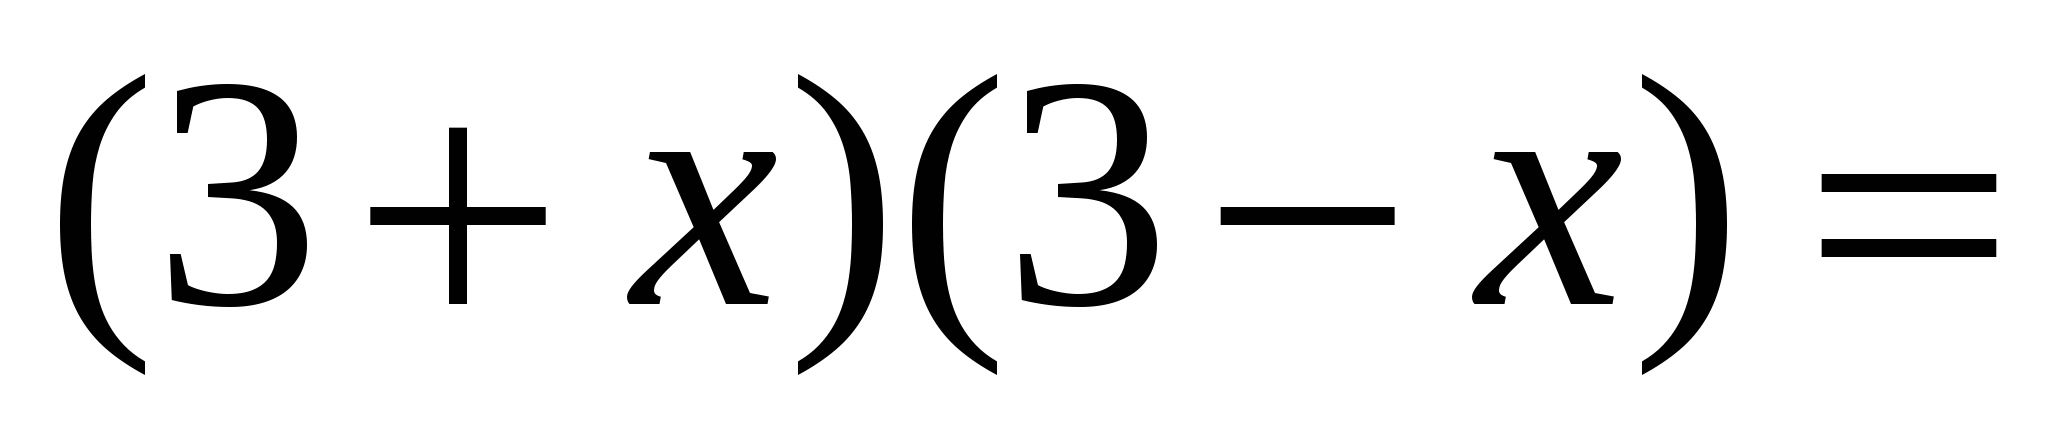 (3 + x)(3 − x) =